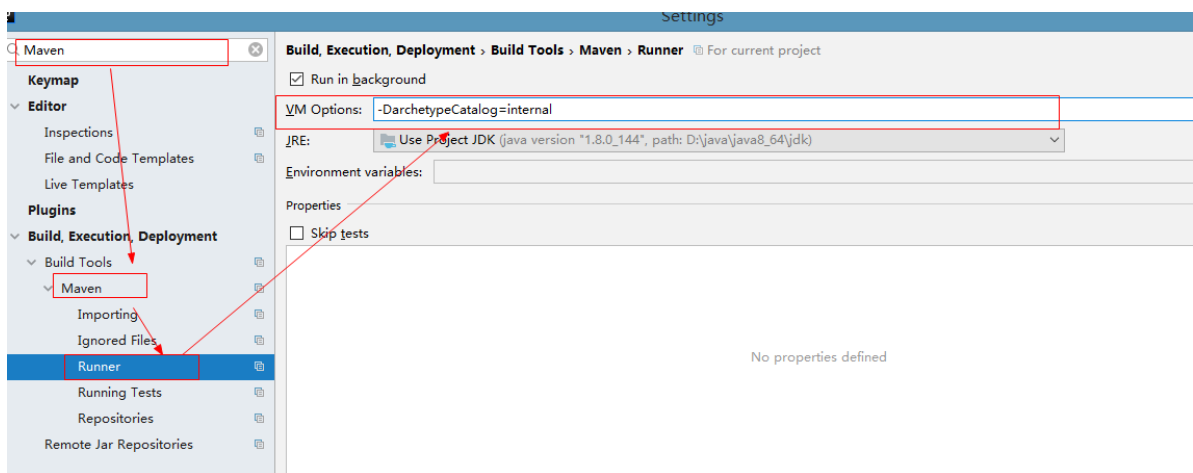 Settings
Maven
Keymap
Editor
Inspections
File and Code Templates
Live Templates
Plugins
Build, Execution, Deployment
Build Tools
Maven
Importing
Ignored Files
Runner
Running Tests
Repositories
Remote Jar Repositories
Build, Execution, Deployment › Build Tools › Maven › Runner For current project
Run in background
VM Options: -DarchetypeCatalog=internal
JRE: Use Project JDK (java version "1.8.0_144", path: D:\java\java8_64\jdk)
Environment variables:
Properties
Skip tests
No properties defined